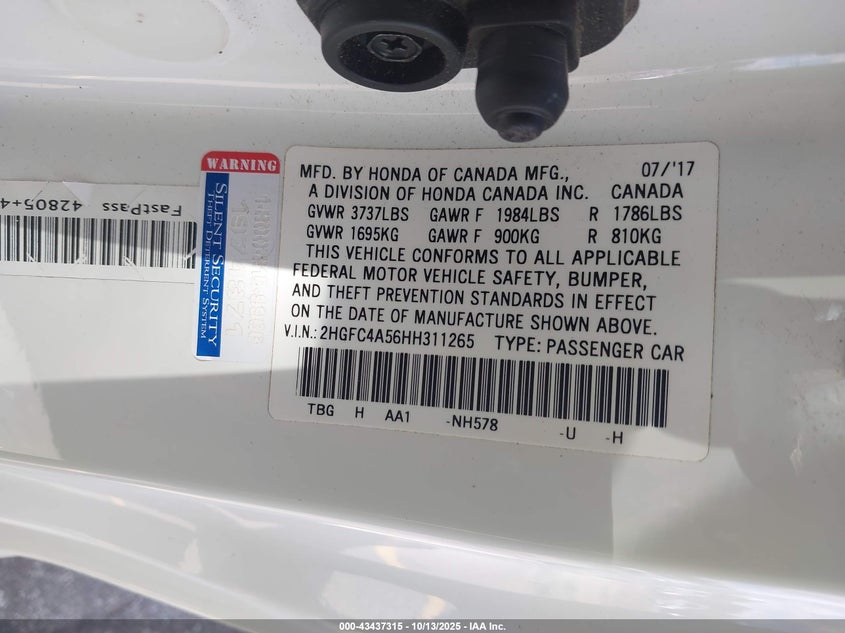 WARNING
SILENT SECURITY
THEFT DETERRENT SYSTEM
FastPass
42805+4
MFD. BY HONDA OF CANADA MFG., 07/'17
A DIVISION OF HONDA CANADA INC. CANADA
GVWR 3737LBS GAWR F 1984LBS R 1786LBS
GVWR 1695KG GAWR F 900KG R 810KG
THIS VEHICLE CONFORMS TO ALL APPLICABLE
FEDERAL MOTOR VEHICLE SAFETY, BUMPER,
AND THEFT PREVENTION STANDARDS IN EFFECT
ON THE DATE OF MANUFACTURE SHOWN ABOVE.
V.I.N.: 2HGFC4A56HH311265 TYPE: PASSENGER CAR
TBG H AA1 -NH578 -U -H
000-43437315 | 10/13/2025 | IAA Inc.